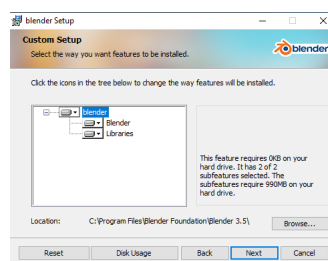 blender Setup
Custom Setup
Select the way you want features to be installed.
blender
Click the icons in the tree below to change the way features will be installed.
blender
Blender
Libraries
This feature requires 0KB on your
hard drive. It has 2 of 2
subfeatures selected. The
subfeatures require 990MB on your
hard drive.
Location: C:\Program Files\Blender Foundation\Blender 3.5\
Browse...
Reset Disk Usage Back Next Cancel